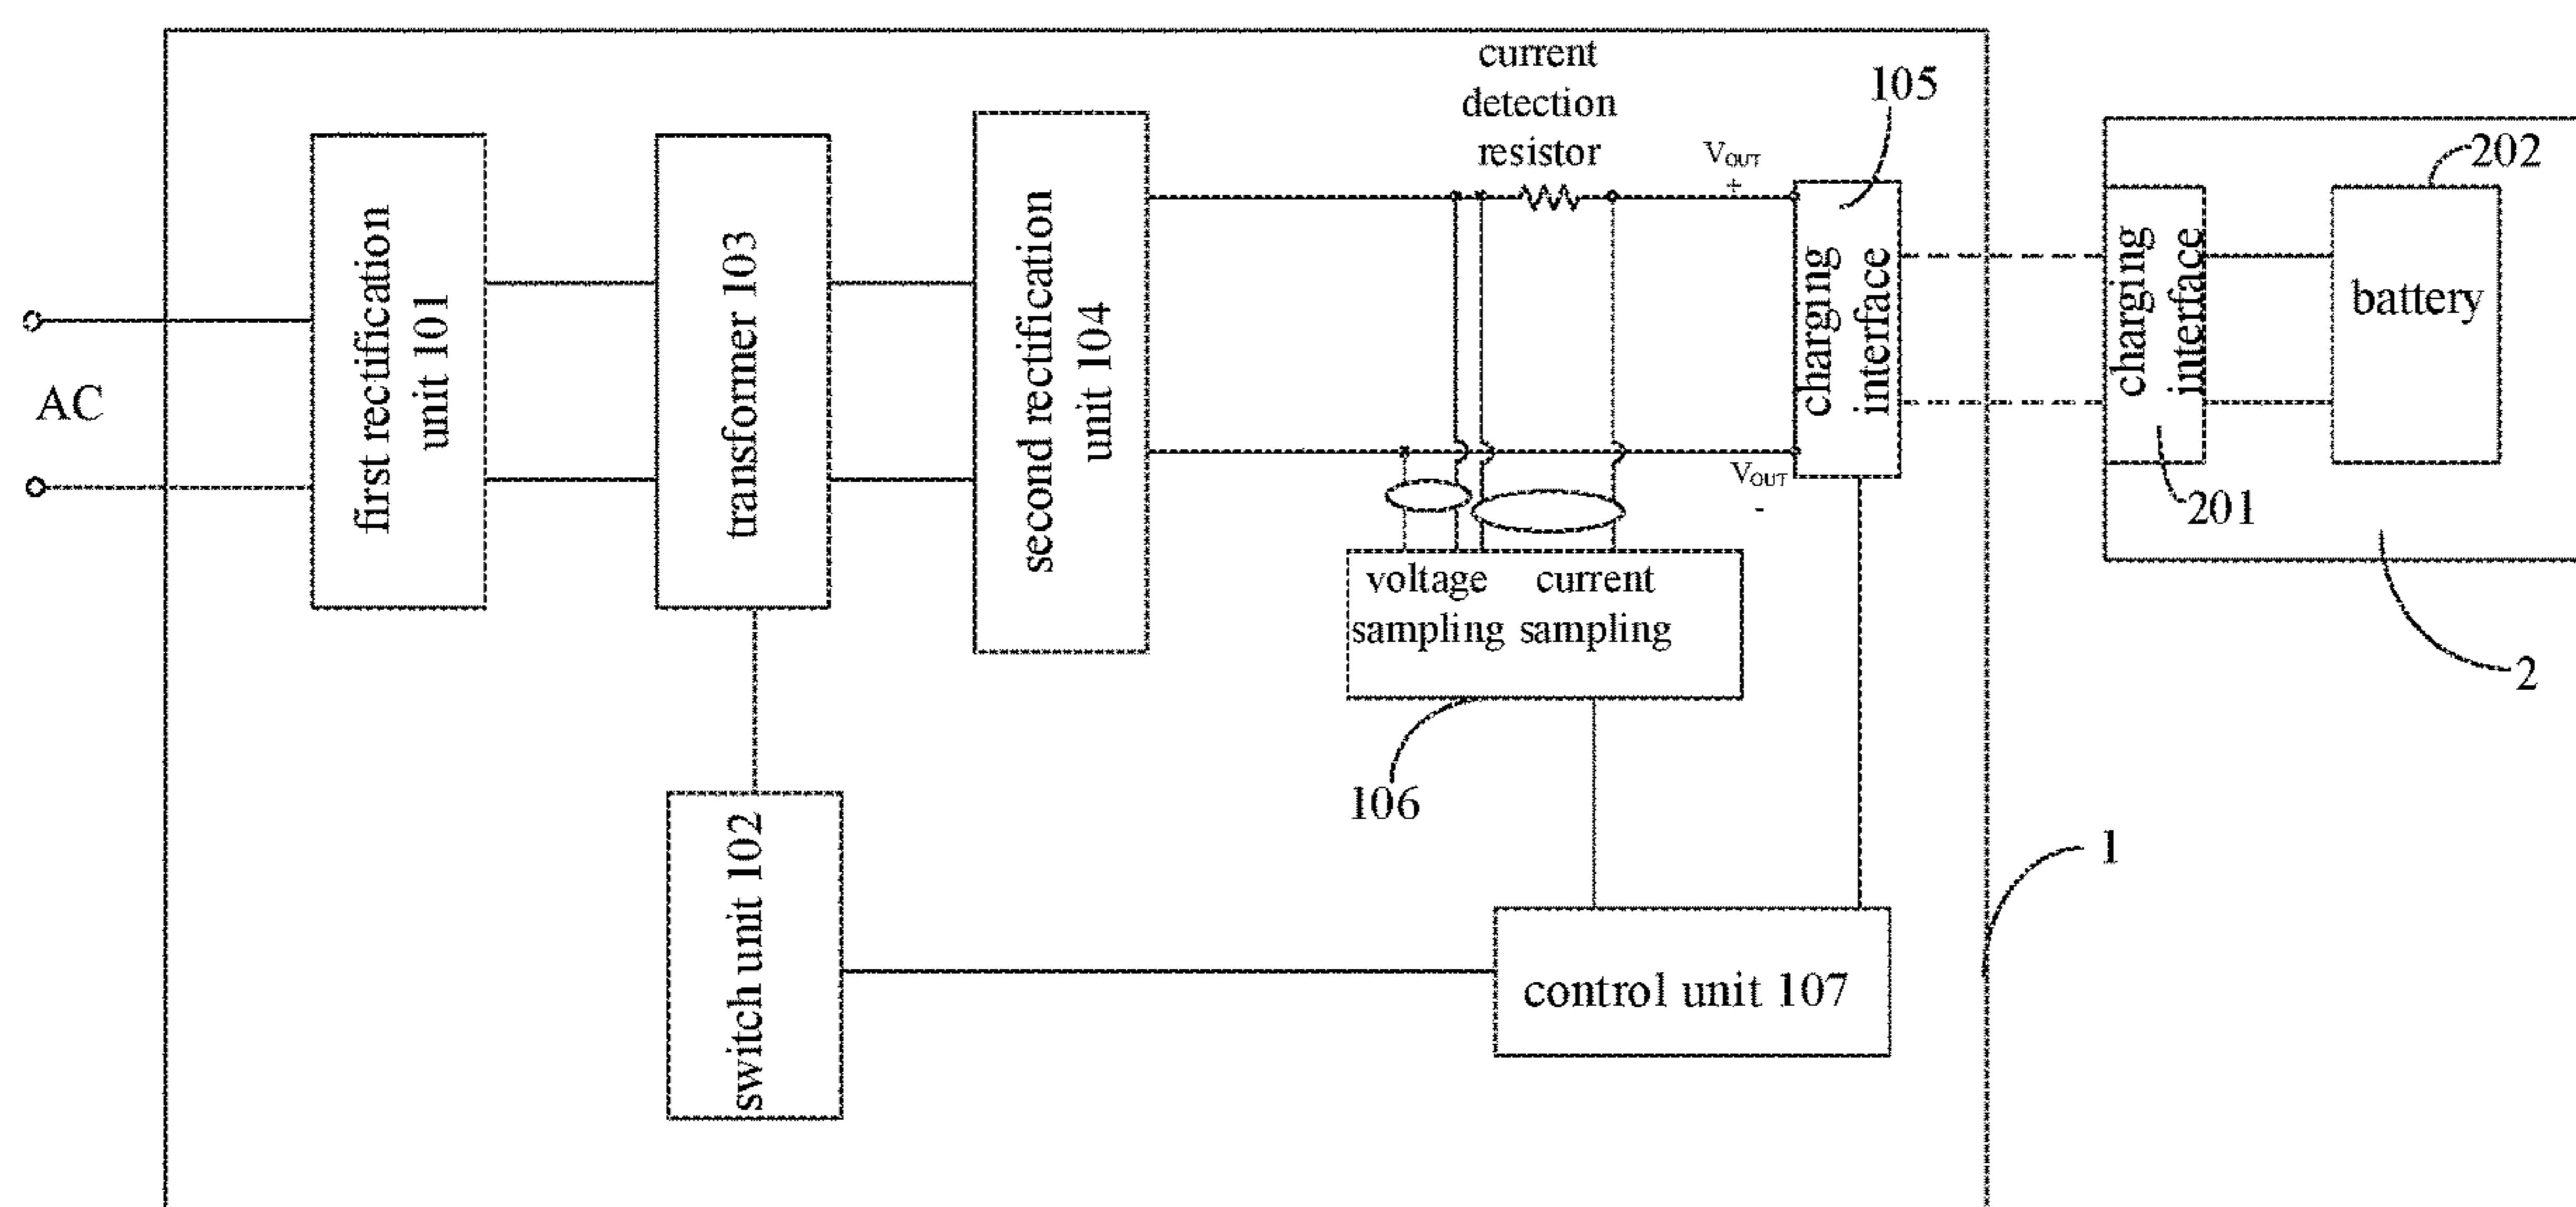 AC
first rectification
unit 101
transformer 103
second rectification
unit 104
current
detection
resistor
VOUT
+
VOUT
-
105
charging
interface
charging
interface
201
202
battery
2
voltage current
sampling sampling
106
switch unit 102
control unit 107
1